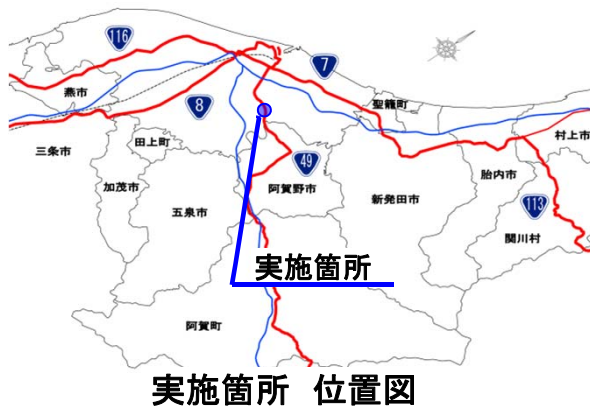 116
7
燕市
8
聖籠町
三条市
田上町
49
村上市
加茂市
阿賀野市
胎内市
五泉市
新発田市
113
関川村
実施箇所
阿賀町
実施箇所 位置図